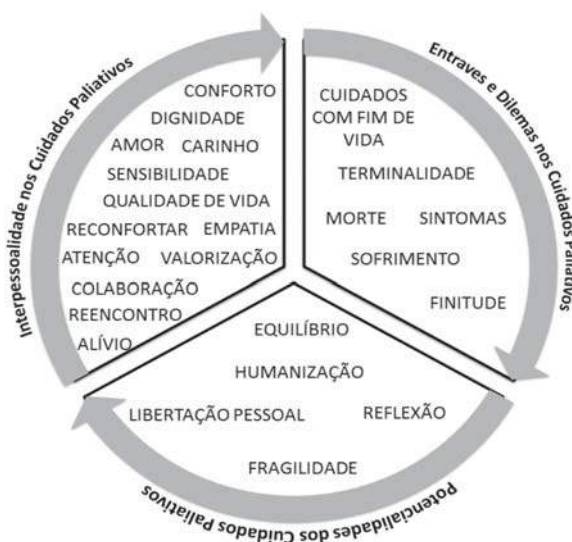 Interpessoalidade nos Cuidados Paliativos
CONFORTO
DIGNIDADE
AMOR CARINHO
SENSIBILIDADE
QUALIDADE DE VIDA
RECONFORTAR EMPATIA
ATENÇÃO VALORIZAÇÃO
COLABORAÇÃO
REENCONTRO
ALÍVIO
Entraves e Dilemas nos Cuidados Paliativos
CUIDADOS
COM FIM DE
VIDA
TERMINALIDADE
MORTE SINTOMAS
SOFRIMENTO
FINITUDE
EQUILÍBRIO
HUMANIZAÇÃO
LIBERTAÇÃO PESSOAL REFLEXÃO
FRAGILIDADE
Potencialidades dos Cuidados Paliativos